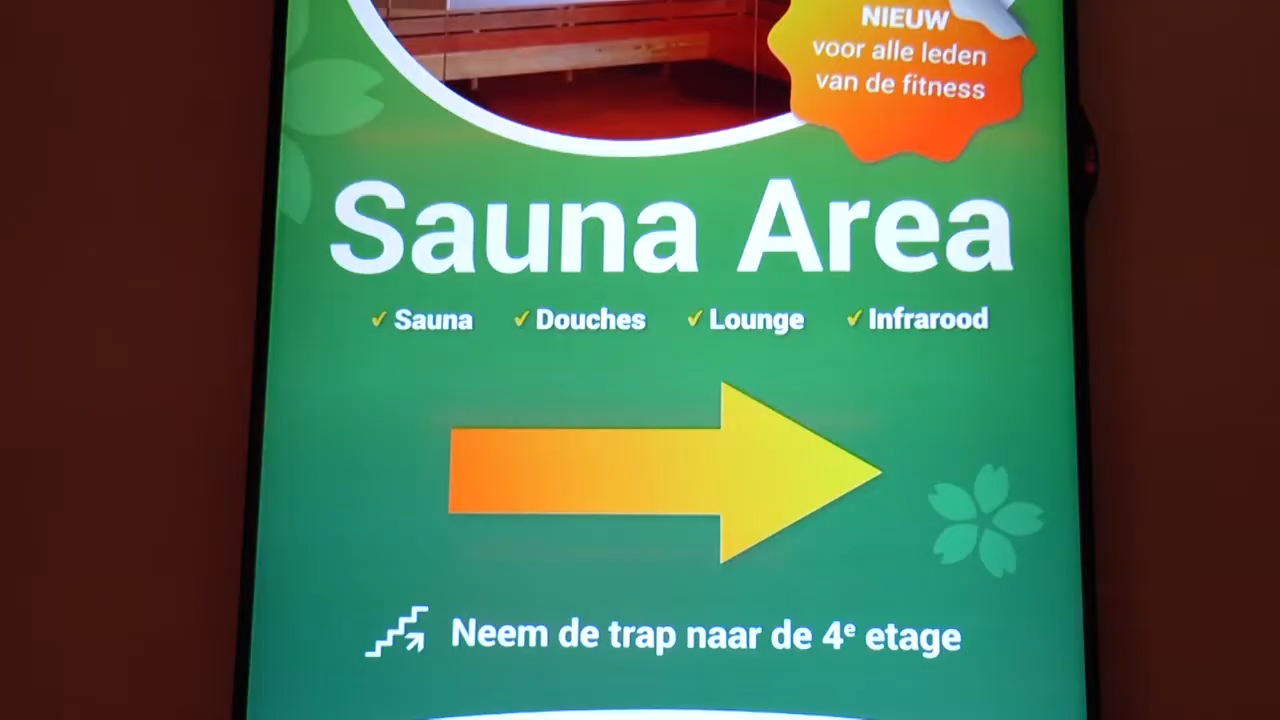 NIEUW
voor alle leden
van de fitness
Sauna Area
✓ Sauna ✓ Douches ✓ Lounge ✓ Infrarood
Neem de trap naar de 4e etage